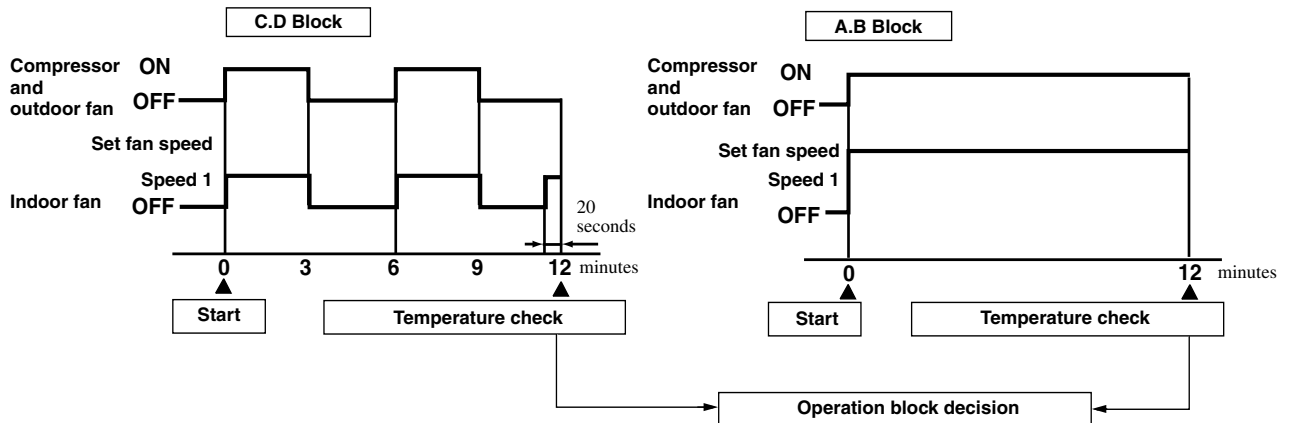 C.D Block
Compressor
and
outdoor fan
ON
OFF
Set fan speed
Speed 1
Indoor fan
OFF
20
seconds
0 3 6 9 12 minutes
Start
Temperature check
A.B Block
Compressor
and
outdoor fan
ON
OFF
Set fan speed
Speed 1
Indoor fan
OFF
0 12 minutes
Start
Temperature check
Operation block decision